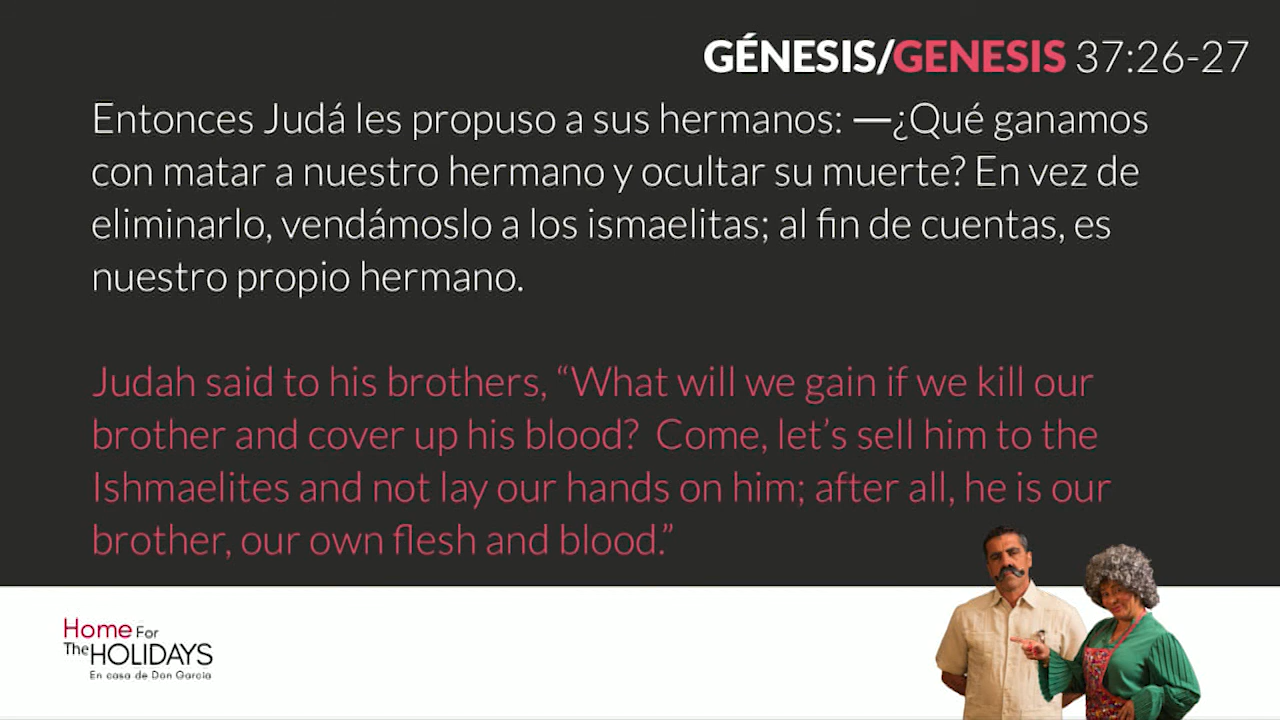 GÉNESIS/GENESIS 37:26-27
Entonces Judá les propuso a sus hermanos: —¿Qué ganamos
con matar a nuestro hermano y ocultar su muerte? En vez de
eliminarlo, vendámoslo a los ismaelitas; al fin de cuentas, es
nuestro propio hermano.
Judah said to his brothers, “What will we gain if we kill our
brother and cover up his blood?  Come, let’s sell him to the
Ishmaelites and not lay our hands on him; after all, he is our
brother, our own flesh and blood.”
Home For
The HOLIDAYS
En casa de Don Garcia